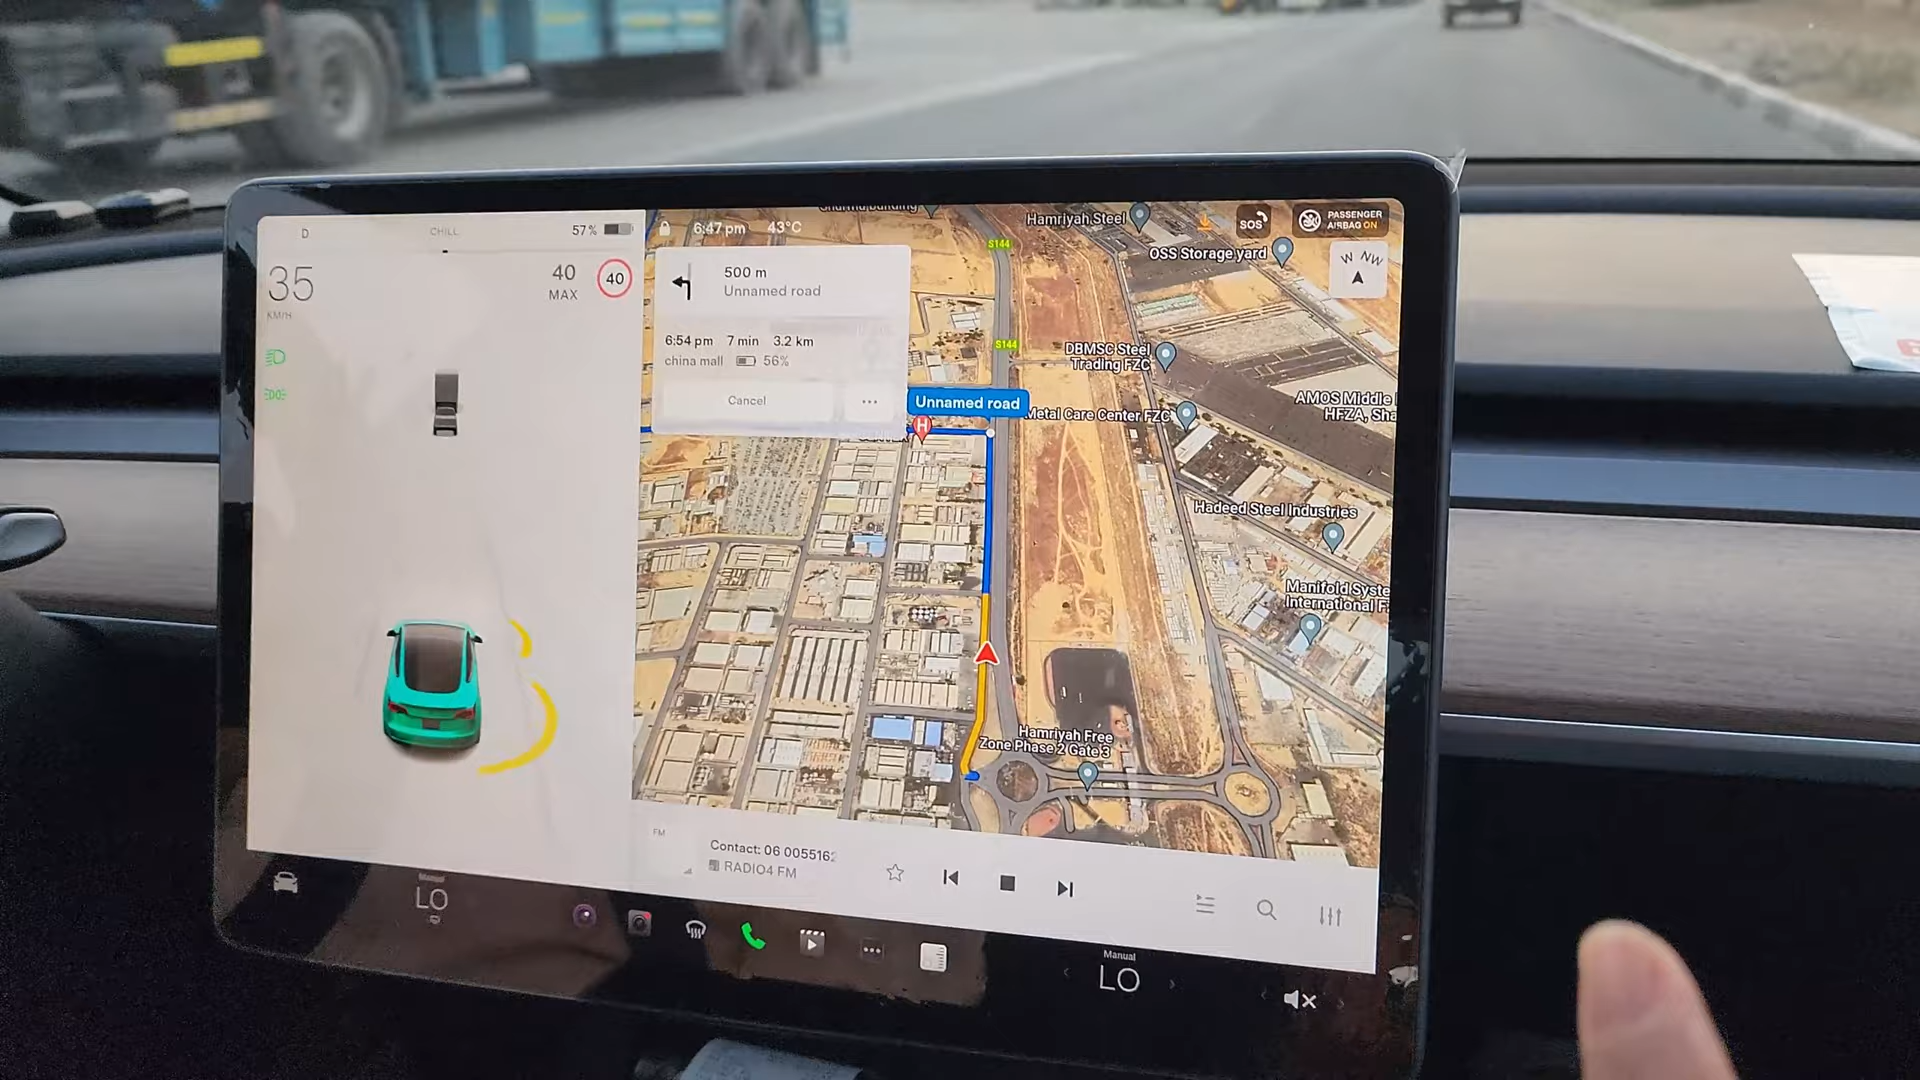 D
CHILL
57%
35
KM/H
40
MAX
40
6:47 pm
43°C
SOS
PASSENGER
AIRBAG ON
W NW
500 m
Unnamed road
6:54 pm 7 min 3.2 km
china mall 56%
Cancel
S144
S144
Unnamed road
H
Hamriyah Steel
OSS Storage yard
DBMSC Steel
Trading FZC
Metal Care Center FZC
AMOS Middle
HFZA, Sha
Hadeed Steel Industries
Manifold Syste
International F
Hamriyah Free
Zone Phase 2 Gate 3
FM
Contact: 06 0055162
RADIO4 FM
Manual
LO
Manual
LO